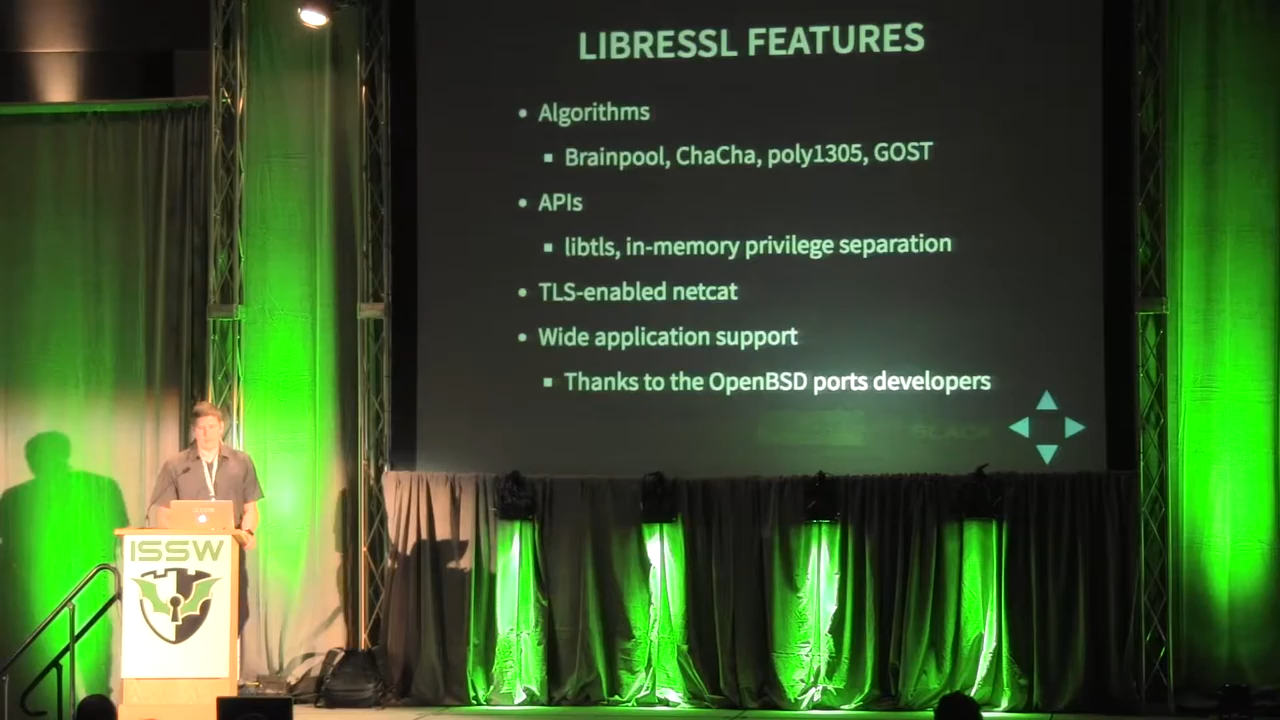 LIBRESSL FEATURES
• Algorithms
▪ Brainpool, ChaCha, poly1305, GOST
• APIs
▪ libtls, in-memory privilege separation
• TLS-enabled netcat
• Wide application support
▪ Thanks to the OpenBSD ports developers
ISSW